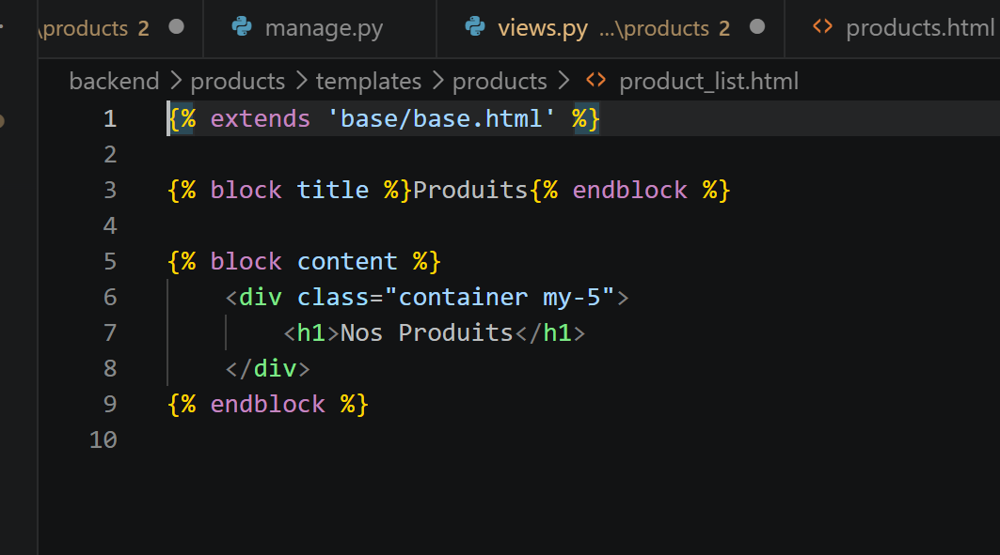 \products 2 manage.py views.py ...\products 2 products.html
backend > products > templates > products > <> product_list.html
1 {% extends 'base/base.html' %}
2
3 {% block title %}Produits{% endblock %}
4
5 {% block content %}
6     <div class="container my-5">
7         <h1>Nos Produits</h1>
8     </div>
9 {% endblock %}
10